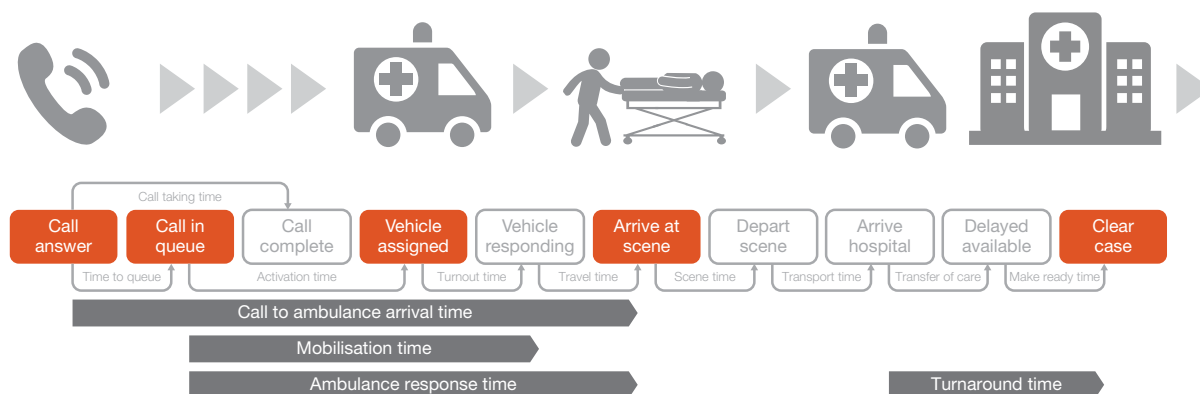 Call taking time
Call
answer
Call in
queue
Call
complete
Vehicle
assigned
Vehicle
responding
Arrive at
scene
Depart
scene
Arrive
hospital
Delayed
available
Clear
case
Time to queue
Activation time
Turnout time
Travel time
Scene time
Transport time
Transfer of care
Make ready time
Call to ambulance arrival time
Mobilisation time
Ambulance response time
Turnaround time